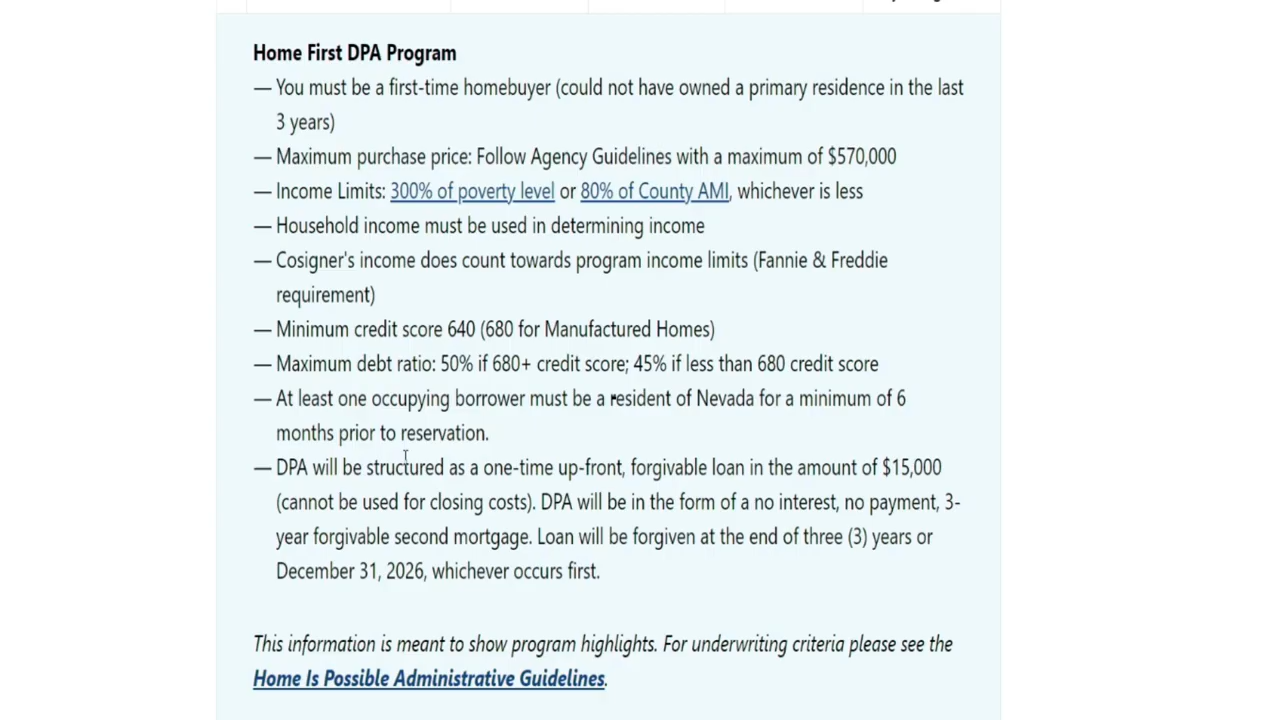 Home First DPA Program
— You must be a first-time homebuyer (could not have owned a primary residence in the last
3 years)
— Maximum purchase price: Follow Agency Guidelines with a maximum of $570,000
— Income Limits: 300% of poverty level or 80% of County AMI, whichever is less
— Household income must be used in determining income
— Cosigner's income does count towards program income limits (Fannie & Freddie
requirement)
— Minimum credit score 640 (680 for Manufactured Homes)
— Maximum debt ratio: 50% if 680+ credit score; 45% if less than 680 credit score
— At least one occupying borrower must be a resident of Nevada for a minimum of 6
months prior to reservation.
— DPA will be structured as a one-time up-front, forgivable loan in the amount of $15,000
(cannot be used for closing costs). DPA will be in the form of a no interest, no payment, 3-
year forgivable second mortgage. Loan will be forgiven at the end of three (3) years or
December 31, 2026, whichever occurs first.
This information is meant to show program highlights. For underwriting criteria please see the
Home Is Possible Administrative Guidelines.